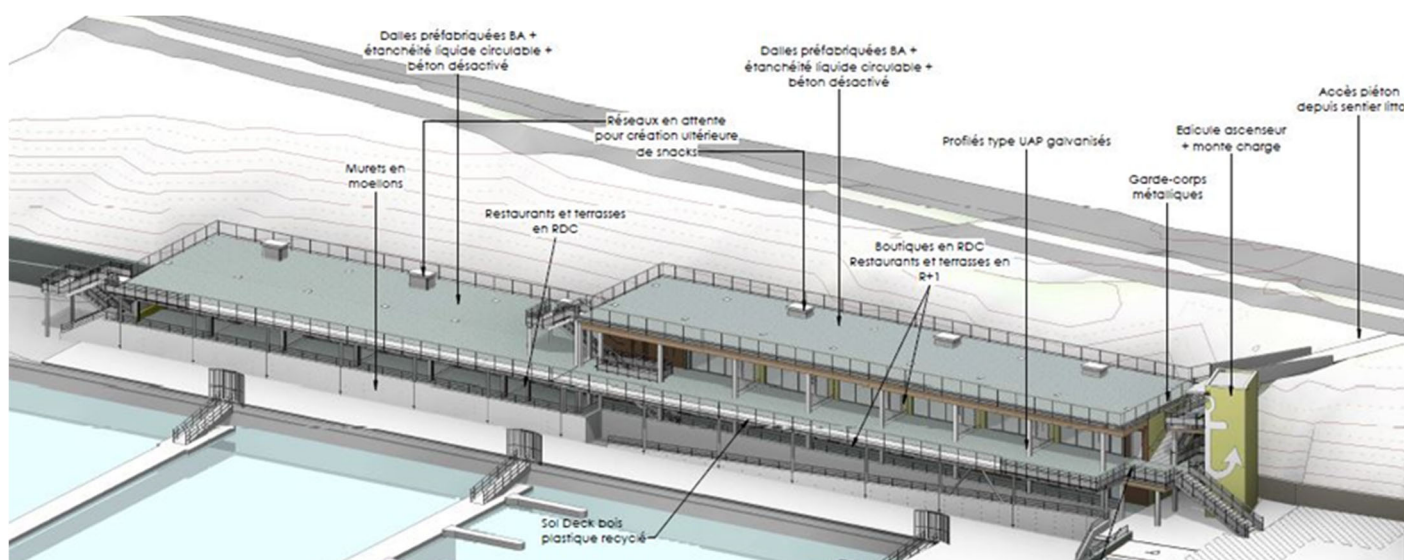 Dalles préfabriquées BA +
étanchéité liquide circulable +
béton désactivé
Dalles préfabriquées BA +
étanchéité liquide circulable +
béton désactivé
Réseaux en attente
pour création ultérieure
de snacks
Accès piéton
depuis sentier litto
Profilés type UAP galvanisés
Edicule ascenseur
+ monte charge
Murets en
moellons
Garde-corps
métalliques
Restaurants et terrasses
en RDC
Boutiques en RDC
Restaurants et terrasses en
R+1
Sol Deck bois
plastique recyclé